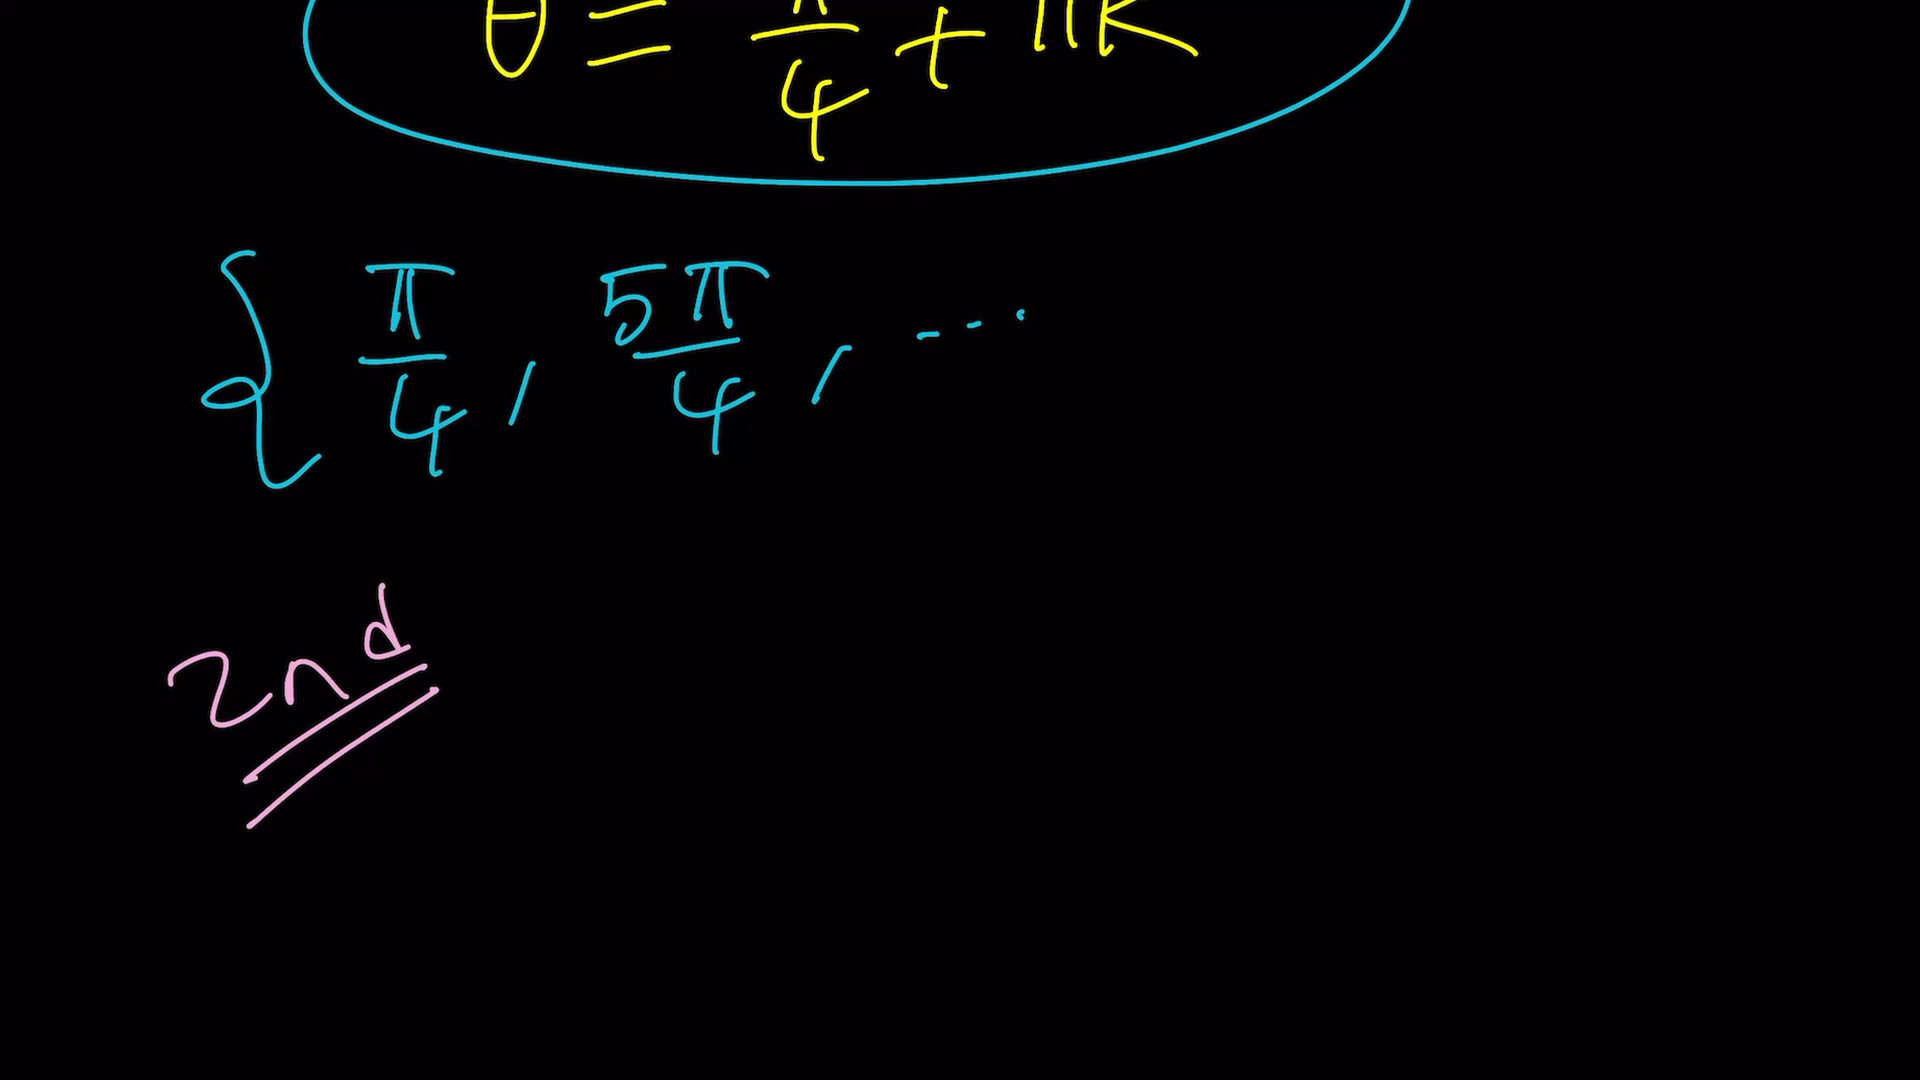 θ = π/4 + πk
{ π/4, 5π/4, ...
2nd